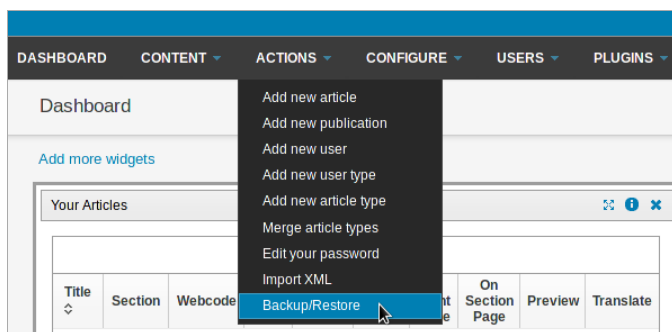 DASHBOARD CONTENT ACTIONS CONFIGURE USERS PLUGINS
Dashboard
Add new article
Add new publication
Add new user
Add new user type
Add new article type
Merge article types
Edit your password
Import XML
Backup/Restore
Add more widgets
Your Articles
Title Section Webcode On Section Page Preview Translate